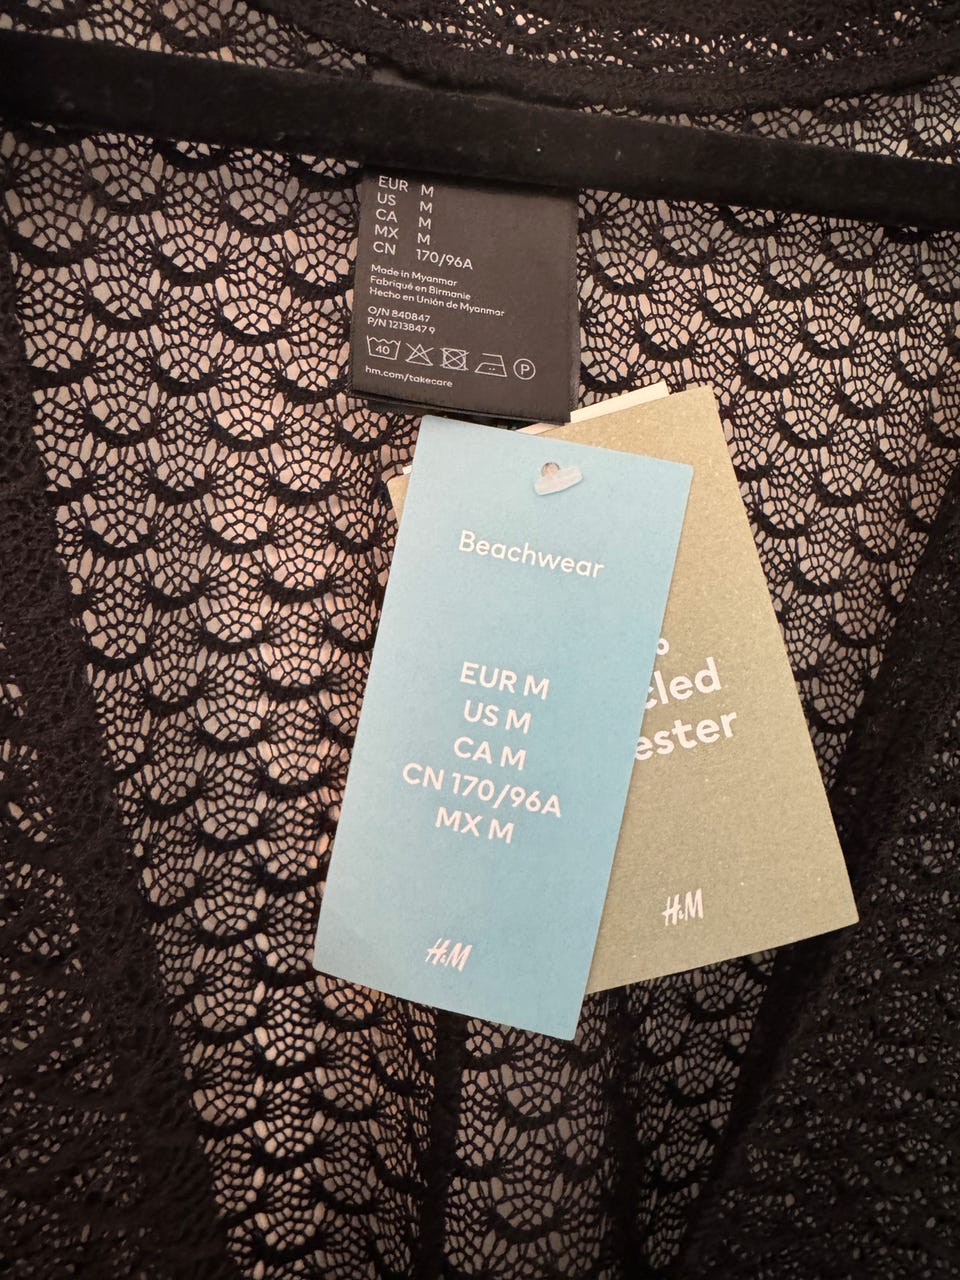 EUR M
US M
CA M
MX M
CN 170/96A
Made in Myanmar
Fabriqué en Birmanie
Hecho en Unión de Myanmar
O/N 840847
P/N 1213847 9
40
P
hm.com/takecare
Beachwear
EUR M
US M
CA M
CN 170/96A
MX M
H&M
cled
ester
H&M